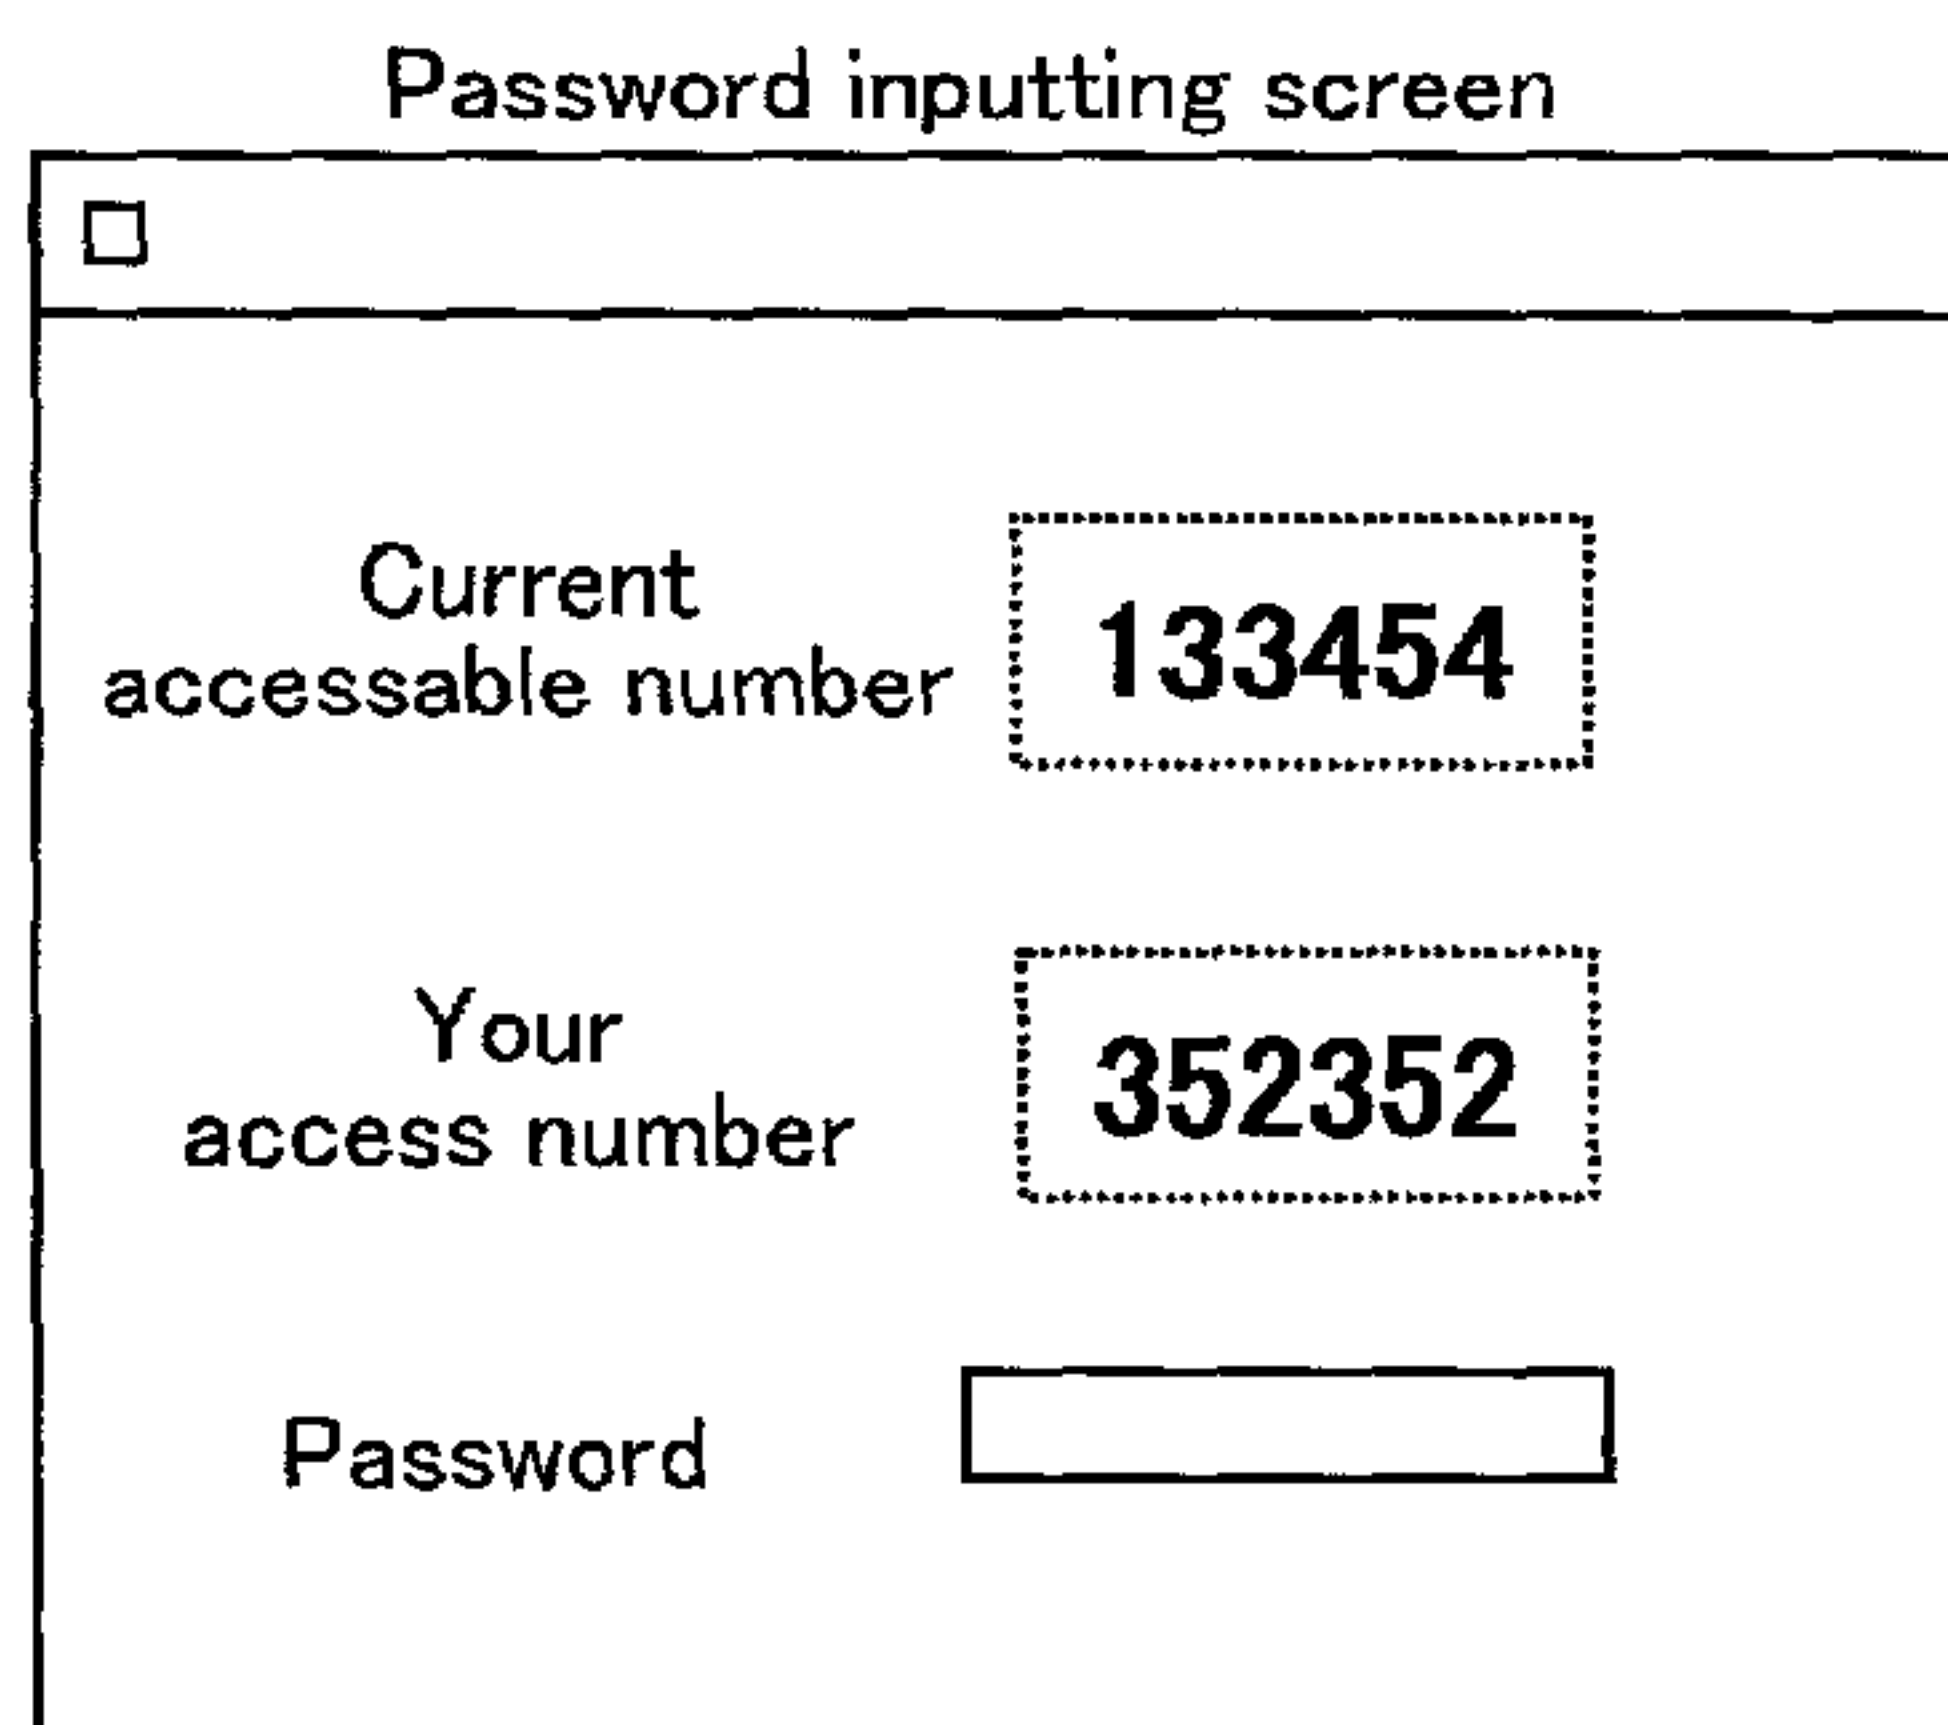 Password inputting screen
Current
accessable number
133454
Your
access number
352352
Password